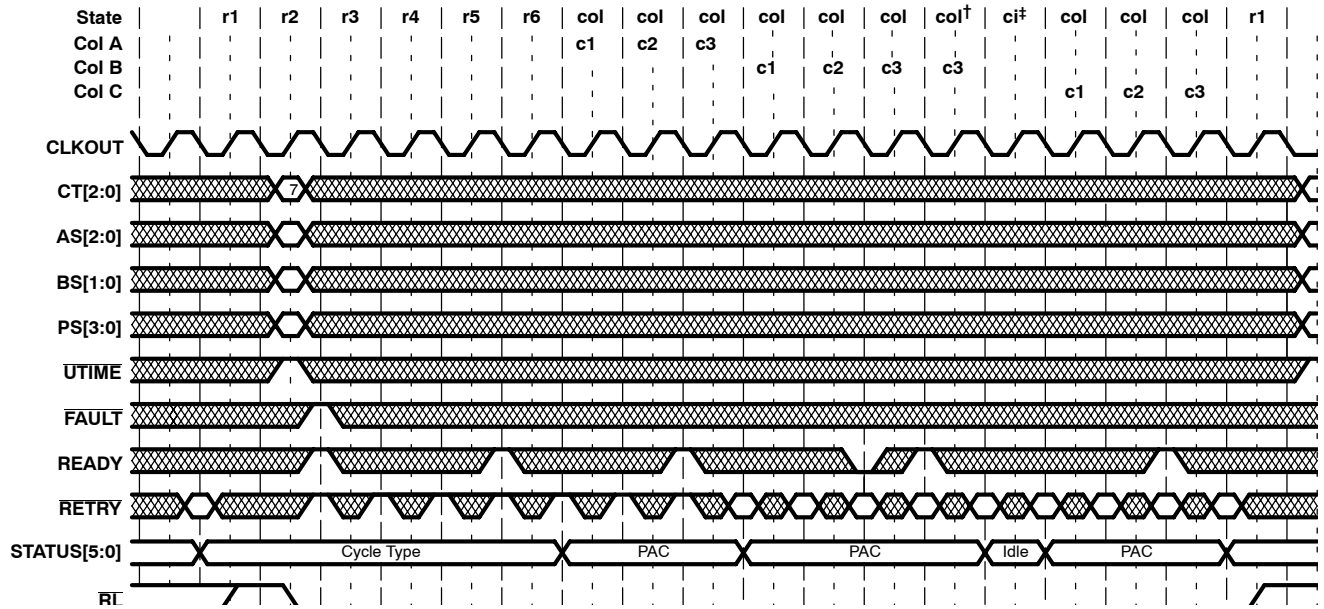 State r1 r2 r3 r4 r5 r6 col col col col col col col† ci‡ col col col r1
Col A c1 c2 c3
Col B c1 c2 c3 c3
Col C c1 c2 c3
CLKOUT
CT[2:0] 7
AS[2:0]
BS[1:0]
PS[3:0]
UTIME
FAULT
READY
RETRY
STATUS[5:0] Cycle Type PAC PAC Idle PAC
RL